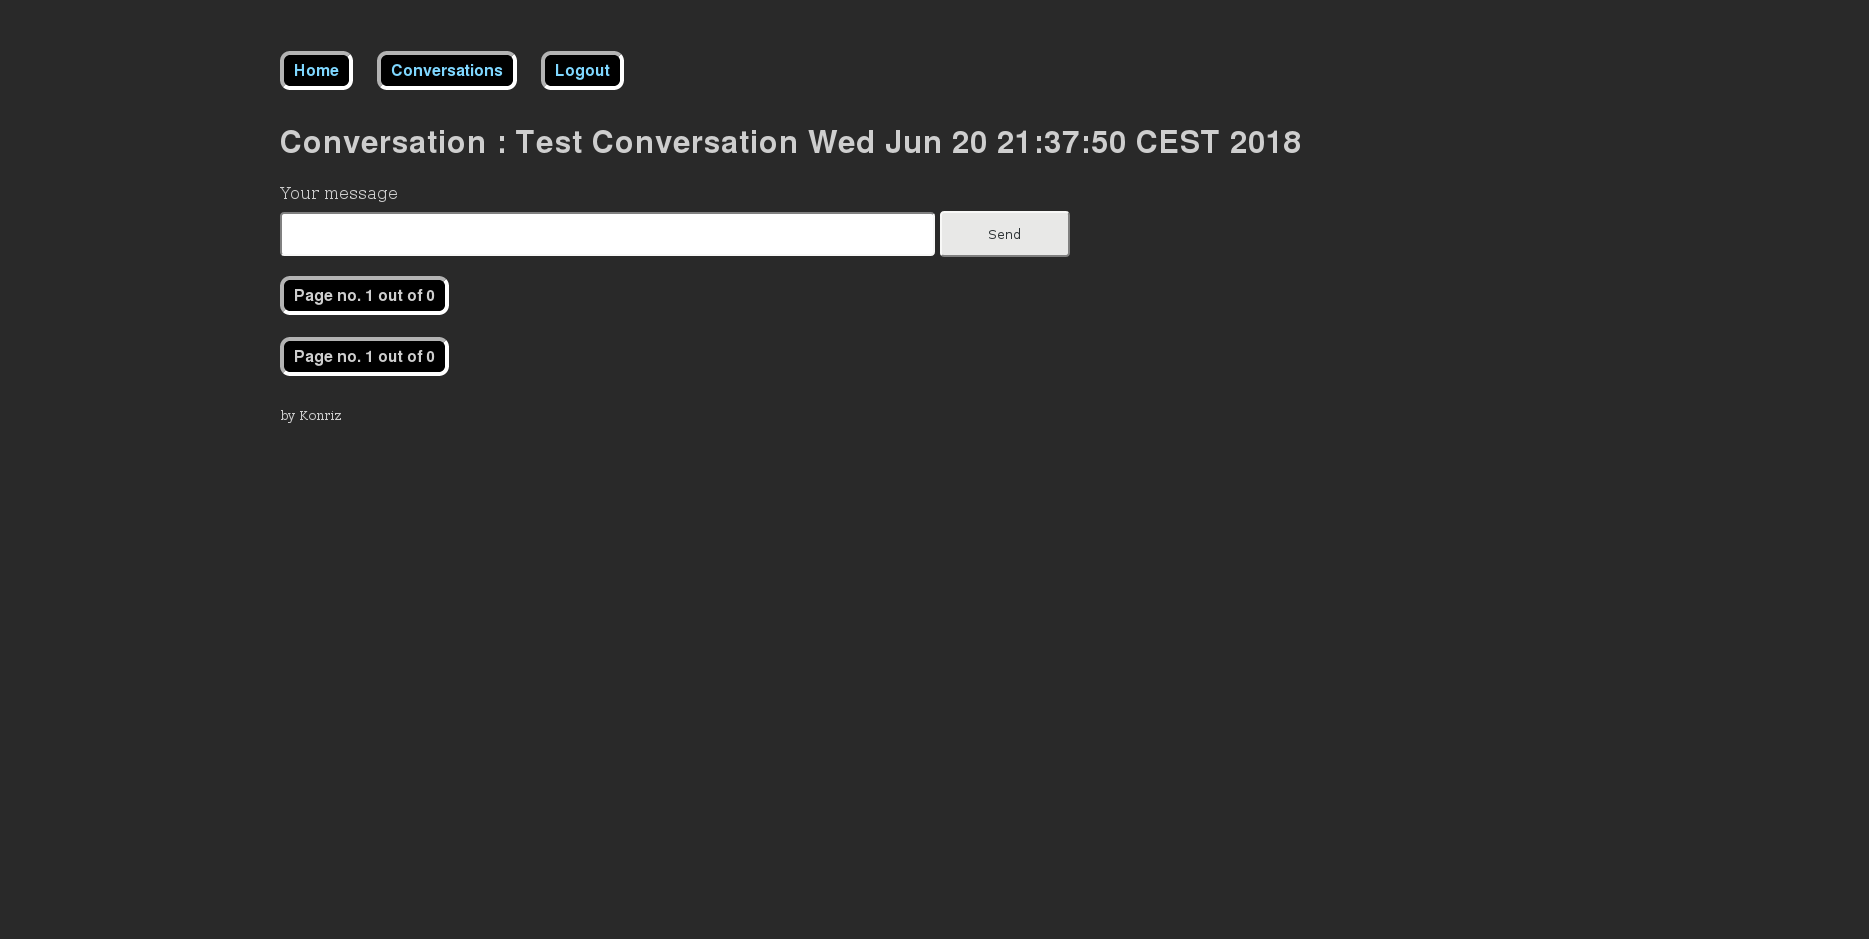 Home Conversations Logout
Conversation : Test Conversation Wed Jun 20 21:37:50 CEST 2018
Your message
Send
Page no. 1 out of 0
Page no. 1 out of 0
by Konriz